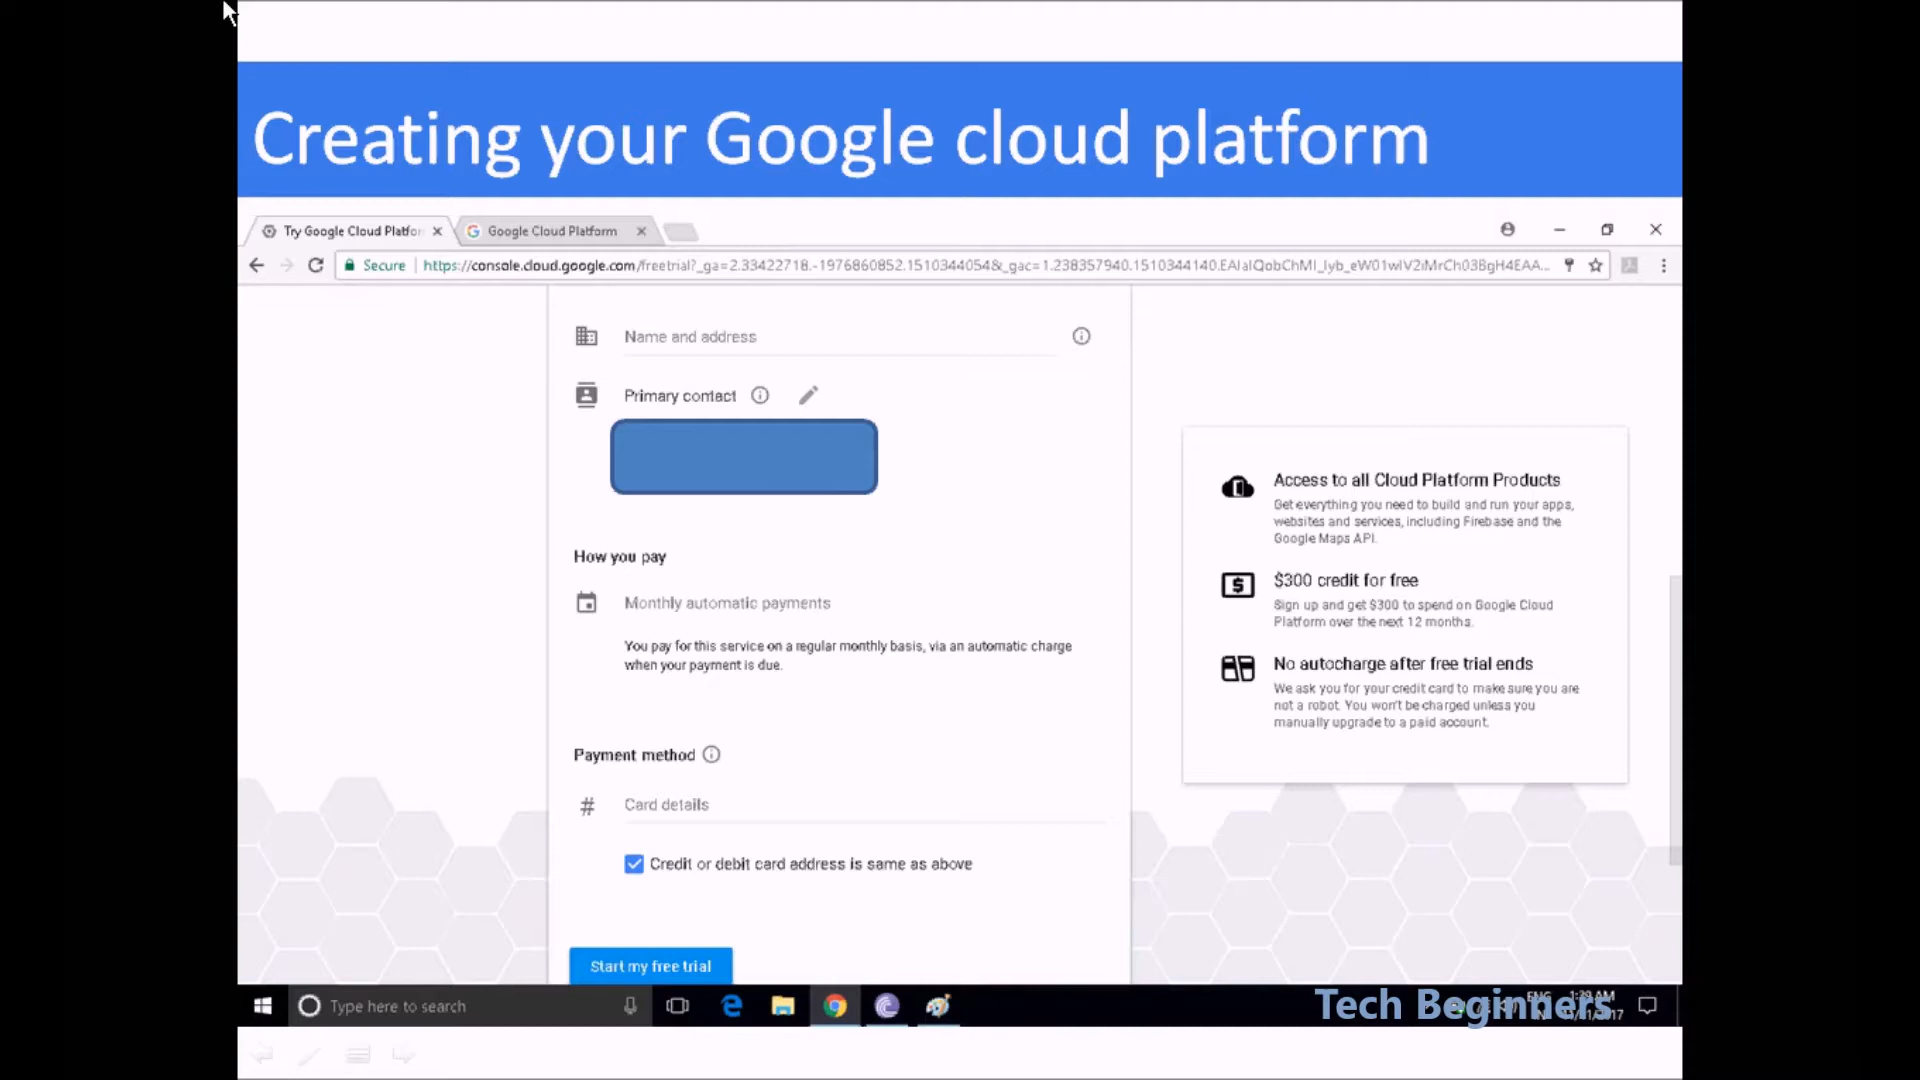 Creating your Google cloud platform
Try Google Cloud Platfor
Google Cloud Platform
Secure
https://console.cloud.google.com/freetrial?_ga=2.33422718.-1976860852.1510344054&_gac=1.238357940.1510344140.
Name and address
Primary contact
How you pay
Monthly automatic payments
You pay for this service on a regular monthly basis, via an automatic charge
when your payment is due.
Payment method
# Card details
Credit or debit card address is same as above
Start my free trial
Access to all Cloud Platform Products
Get everything you need to build and run your apps,
websites and services, including Firebase and the
Google Maps API.
$300 credit for free
Sign up and get $300 to spend on Google Cloud
Platform over the next 12 months.
No autocharge after free trial ends
We ask you for your credit card to make sure you are
not a robot. You won't be charged unless you
manually upgrade to a paid account.
Type here to search
Tech Beginners